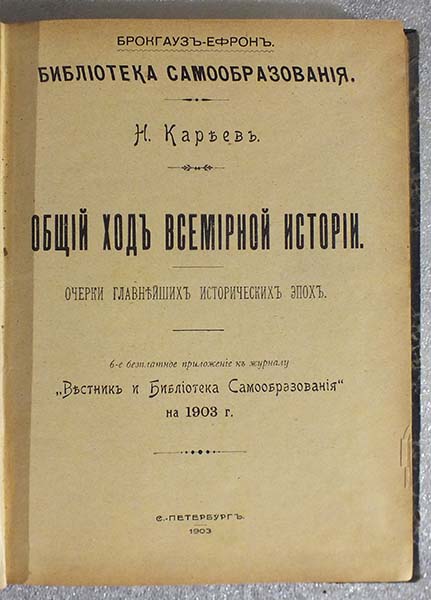 БРОКГАУЗЪ-ЕФРОНЪ.
БИБЛІОТЕКА САМООБРАЗОВАНІЯ.
Н. Карѣевъ.
ОБЩІЙ ХОДЪ ВСЕМІРНОЙ ИСТОРІИ.
ОЧЕРКИ ГЛАВНѢЙШИХЪ ИСТОРИЧЕСКИХЪ ЭПОХЪ.
6-е безплатное приложеніе къ журналу
„Вѣстникъ и Библіотека Самообразованія“
на 1903 г.
С.-ПЕТЕРБУРГЪ.
1903